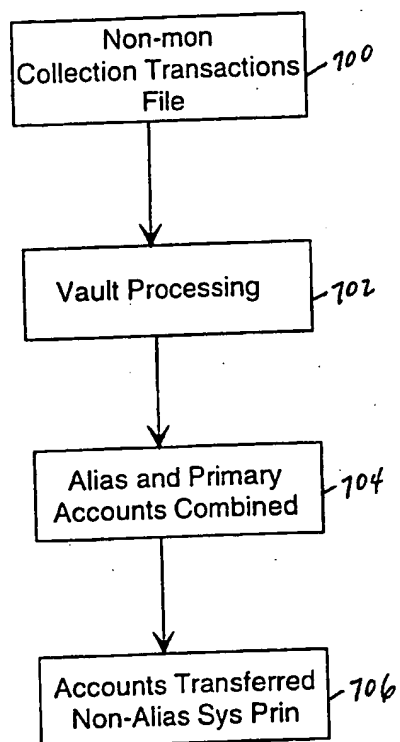 Non-mon
Collection Transactions
File
700
Vault Processing
702
Alias and Primary
Accounts Combined
704
Accounts Transferred
Non-Alias Sys Prin
706